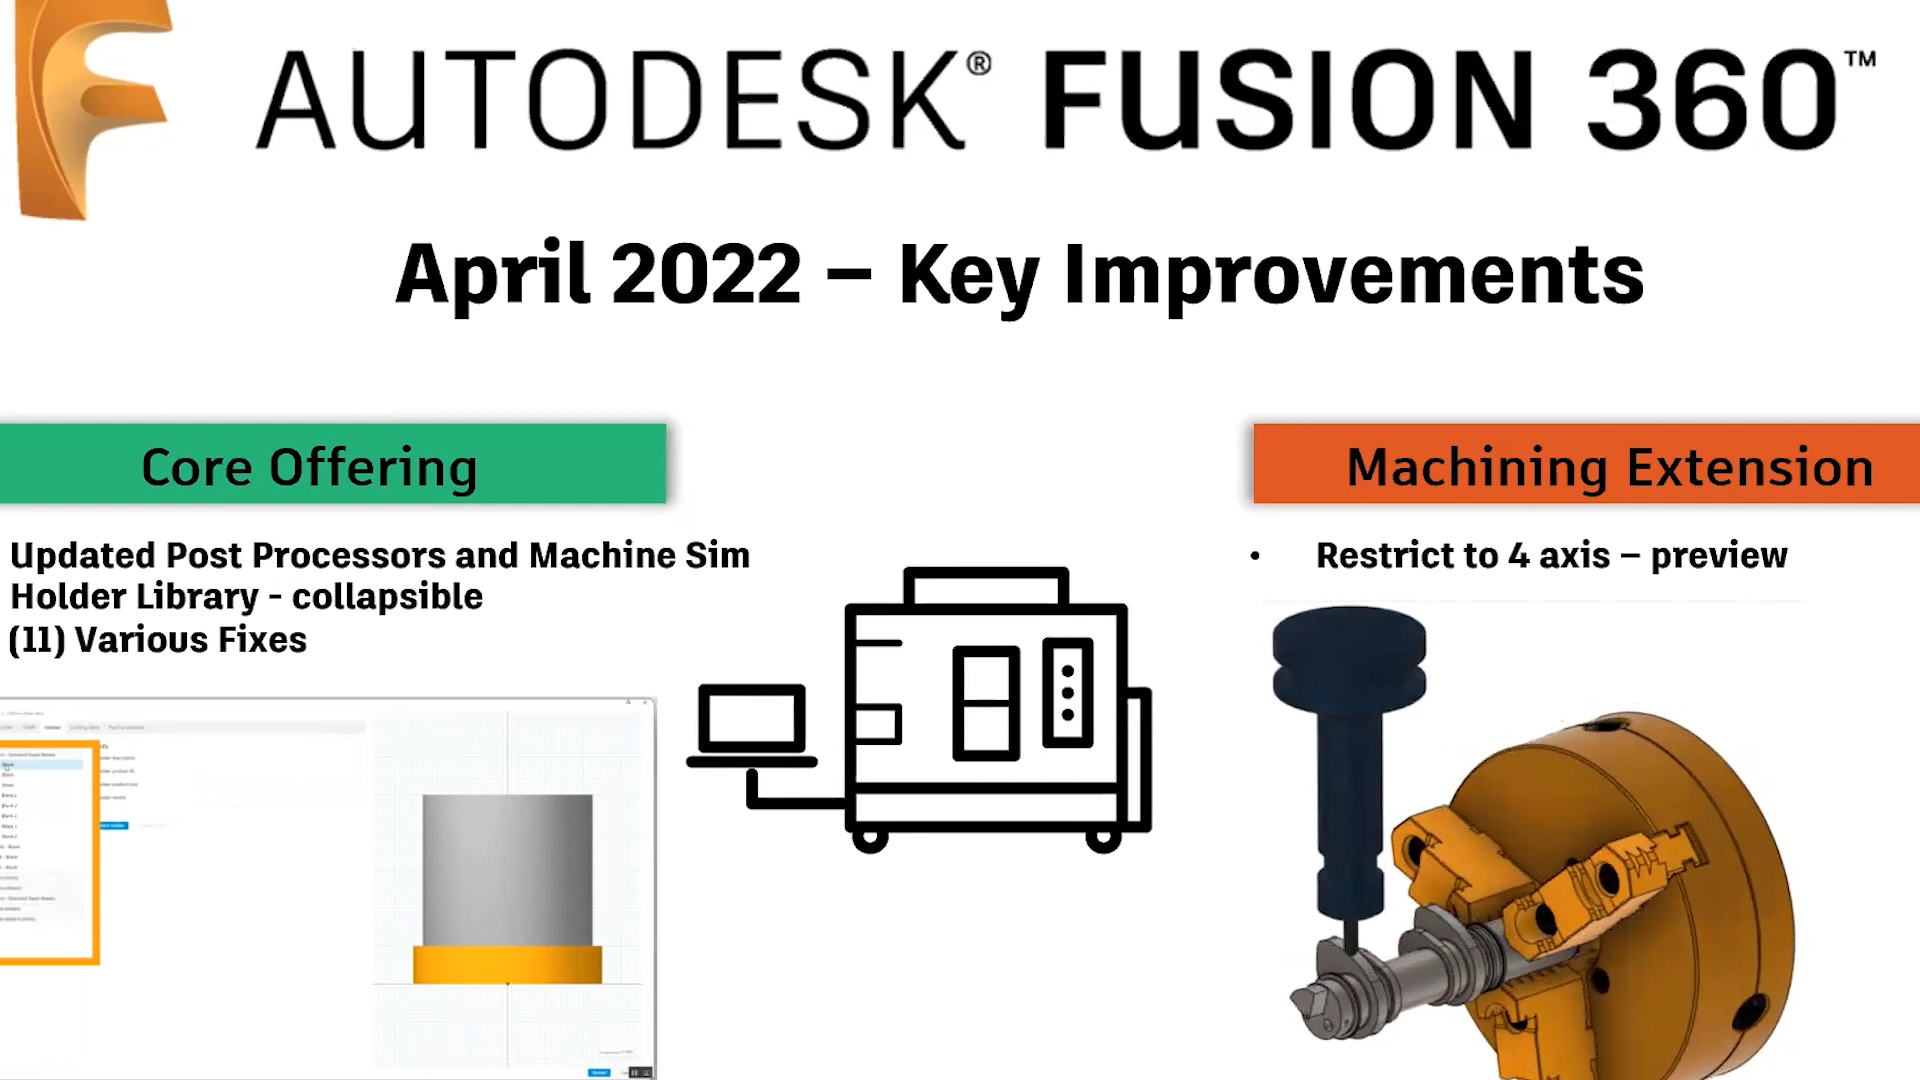 AUTODESK® FUSION 360™
April 2022 – Key Improvements
Core Offering
Updated Post Processors and Machine Sim
Holder Library - collapsible
(11) Various Fixes
Machining Extension
• Restrict to 4 axis – preview